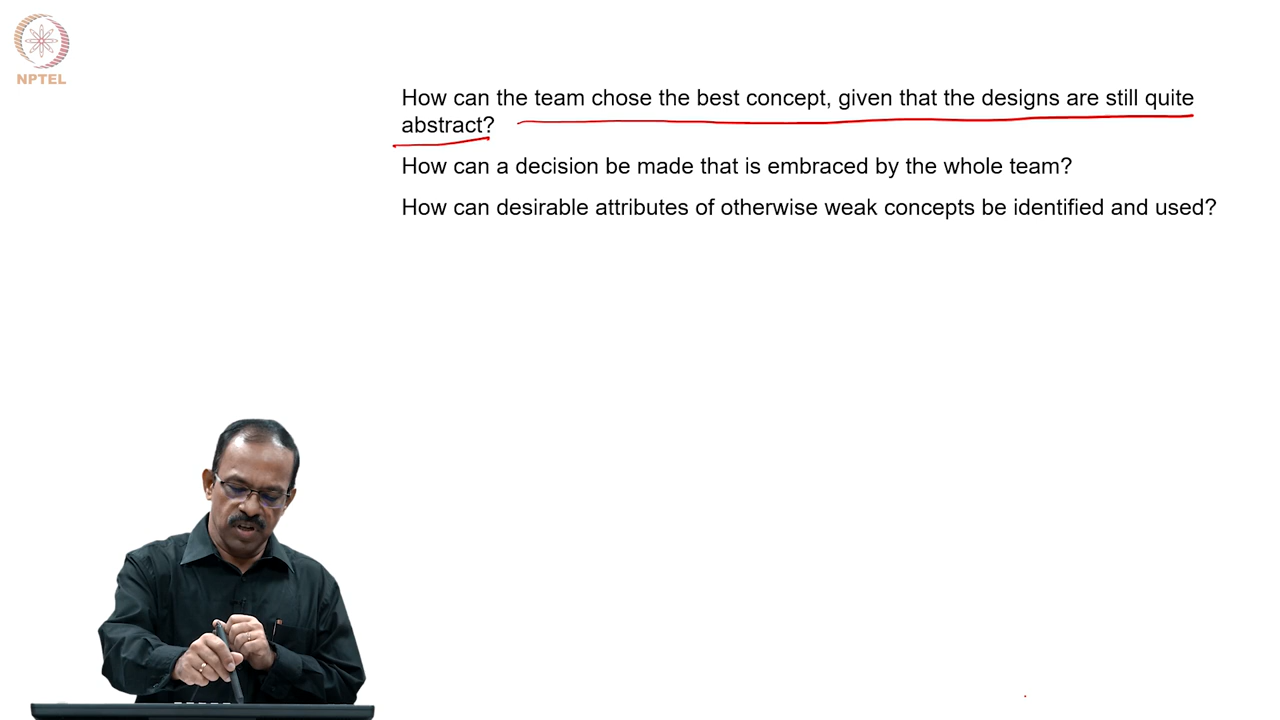 NPTEL
How can the team chose the best concept, given that the designs are still quite
abstract?
How can a decision be made that is embraced by the whole team?
How can desirable attributes of otherwise weak concepts be identified and used?